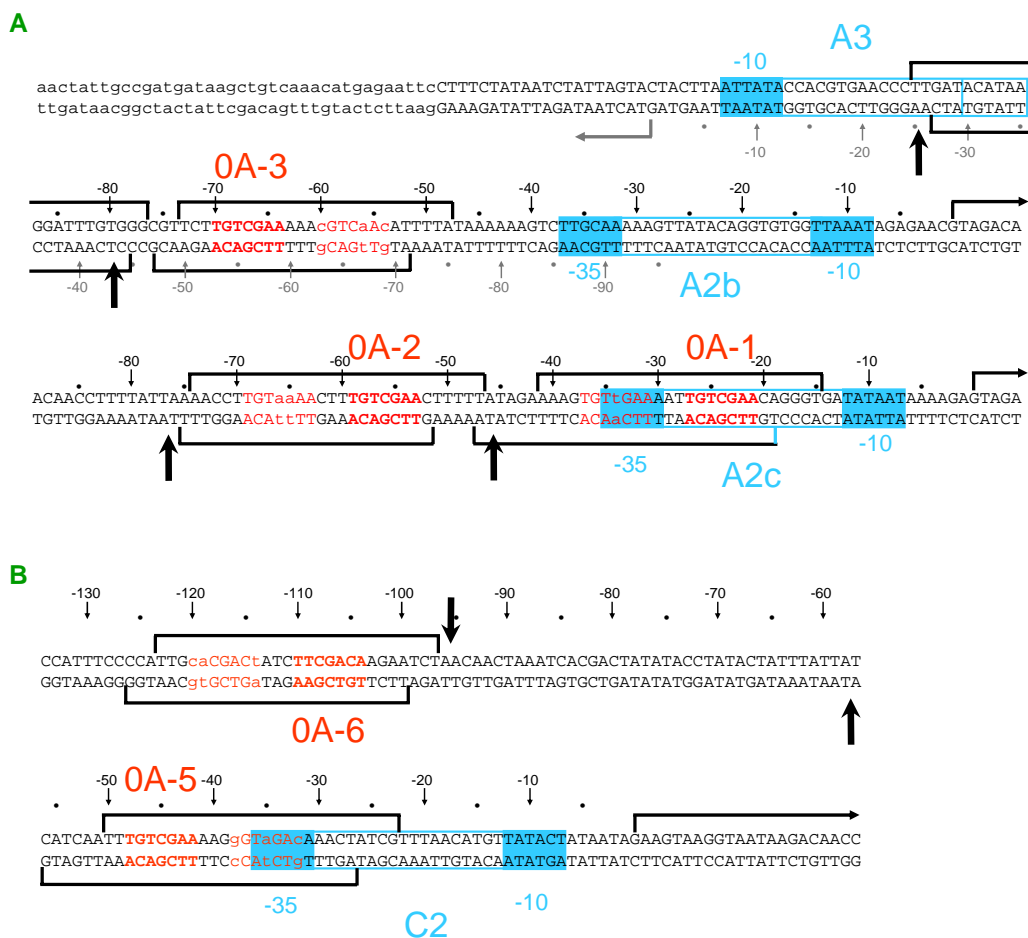 A
A3
-10
aactattgccgatgataagctgtcaaacatgagaattcCTTTCTATAATCTATTAGTACTACTTAATTATACCACGTGAACCCTTGATACATAA
ttgataacggctactattcgacagtttgtactcttaagGAAAGATATTAGATAATCATGATGAATTAATATGGTGCACTTGGGAACTATGTATT
-10 -20 -30
0A-3
-80 -70 -60 -50 -30 -20 -10
GGATTTGTGGGCGTTCTTGTCGAAAAAcGTCaAcATTTTATAAAAAAGTCTTGCAAAAAGTTATACAGGTGTGGTTAAATAGAGAACGTAGACA
CCTAAACTCCCGCAAGAACAGCTTTTTgCAGtTgTAAAATATTTTTTCAGAACGTTTTTCAATATGTCCACACCAATTTATCTCTTGCATCTGT
-40 -50 -60 -70 -80 -90
-35 A2b -10
0A-2 0A-1
-80 -70 -60 -50 -40 -30 -20 -10
ACAACCTTTTATTAAAACCTTTGTaaAACTTTGTCGAACTTTTTATAGAAAAGTGTtGAAAATTGTCGAACAGGGTGATATAATAAAAGAGTAGA
TGTTGGAAAATAATTTTGGAACAttTTGAAACAGCTTGAAAAATATCTTTTCACAaCTTTTAACAGCTTGTCCCACTATATTATTTTCTCATCT
-35 A2c -10
B
-130 -120 -110 -100 -90 -80 -70 -60
CCATTTCCCCATTGcaCGACtATCTTCGACAAGAATCTAACAACTAAATCACGACTATATACCTATACTATTTATTAT
GGTAAAGGGGTAACgtGCTGaTAGAAGCTGTTCTTAGATTGTTGATTTAGTGCTGATATATGGATATGATAAATAATA
0A-6
0A-5
-50 -40 -30 -20 -10
CATCAATTTGTCGAAAAGgGTaGAcAAACTATCGTTTAACATGTTATACTATAATAGAAGTAAGGTAATAAGACAACC
GTAGTTAAACAGCTTTTCcCAtCTgTTTGATAGCAAATTGTACAATATGATATTATCTTCATTCCATTATTCTGTTGG
-35 C2 -10